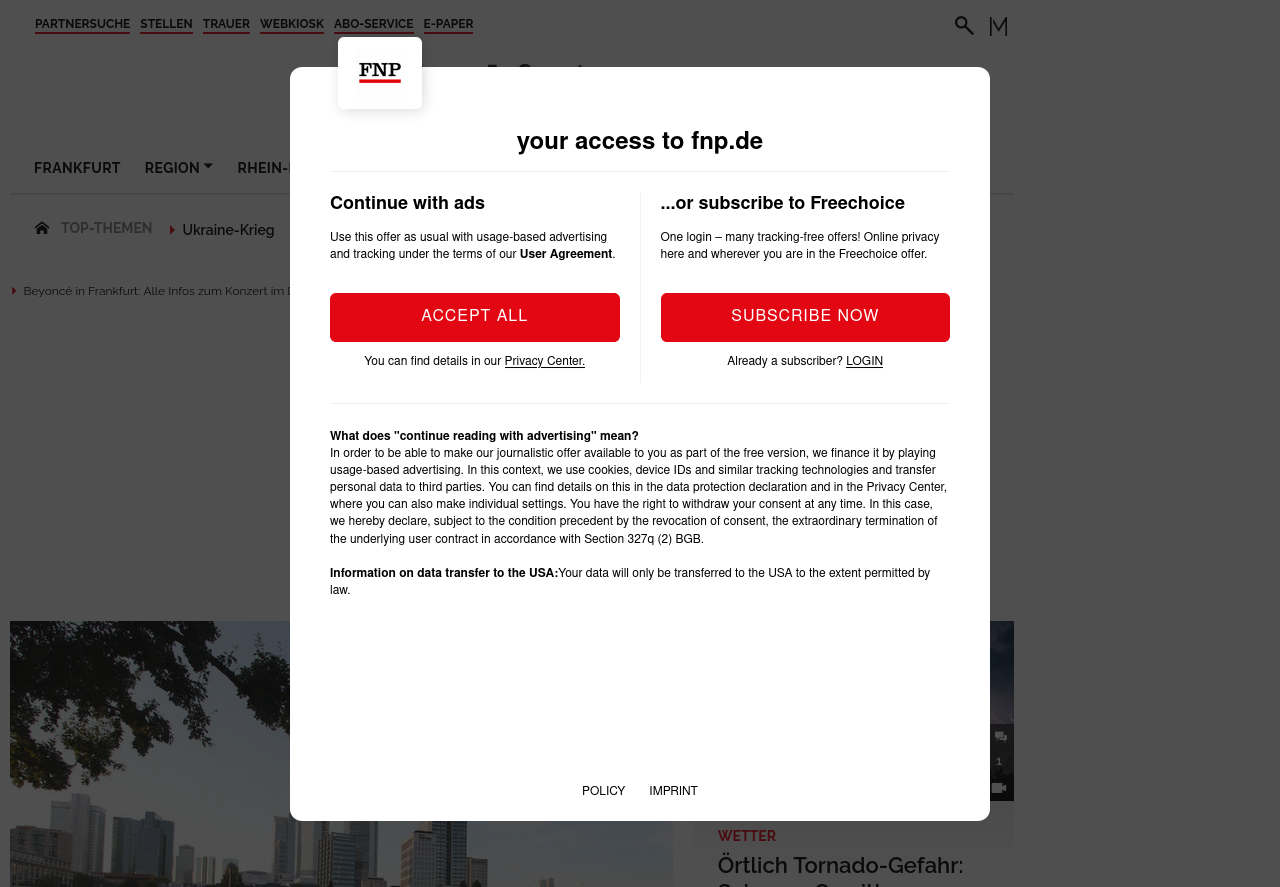 PARTNERSUCHE STELLEN TRAUER WEBKIOSK ABO-SERVICE E-PAPER
FNP
your access to fnp.de
FRANKFURT REGION
TOP-THEMEN Ukraine-Krieg
Beyoncé in Frankfurt: Alle Infos zum Konzert im
Continue with ads
Use this offer as usual with usage-based advertising
and tracking under the terms of our User Agreement.
ACCEPT ALL
You can find details in our Privacy Center.
...or subscribe to Freechoice
One login – many tracking-free offers! Online privacy
here and wherever you are in the Freechoice offer.
SUBSCRIBE NOW
Already a subscriber? LOGIN
What does "continue reading with advertising" mean?
In order to be able to make our journalistic offer available to you as part of the free version, we finance it by playing
usage-based advertising. In this context, we use cookies, device IDs and similar tracking technologies and transfer
personal data to third parties. You can find details on this in the data protection declaration and in the Privacy Center,
where you can also make individual settings. You have the right to withdraw your consent at any time. In this case,
we hereby declare, subject to the condition precedent by the revocation of consent, the extraordinary termination of
the underlying user contract in accordance with Section 327q (2) BGB.
Information on data transfer to the USA:Your data will only be transferred to the USA to the extent permitted by
law.
1
POLICY IMPRINT
WETTER
Örtlich Tornado-Gefahr: